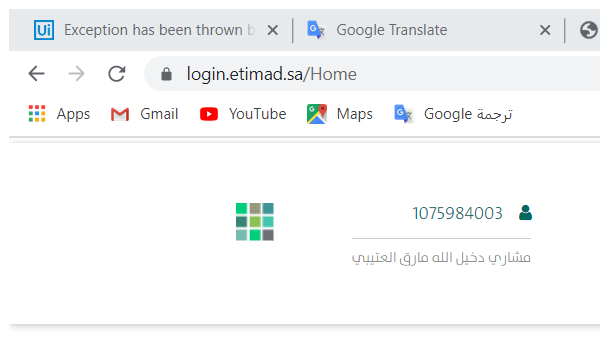 Ui Exception has been thrown b Google Translate
login.etimad.sa/Home
Apps Gmail YouTube Maps ترجمة Google
1075984003
مشاري دخيل الله مارق العتيبي